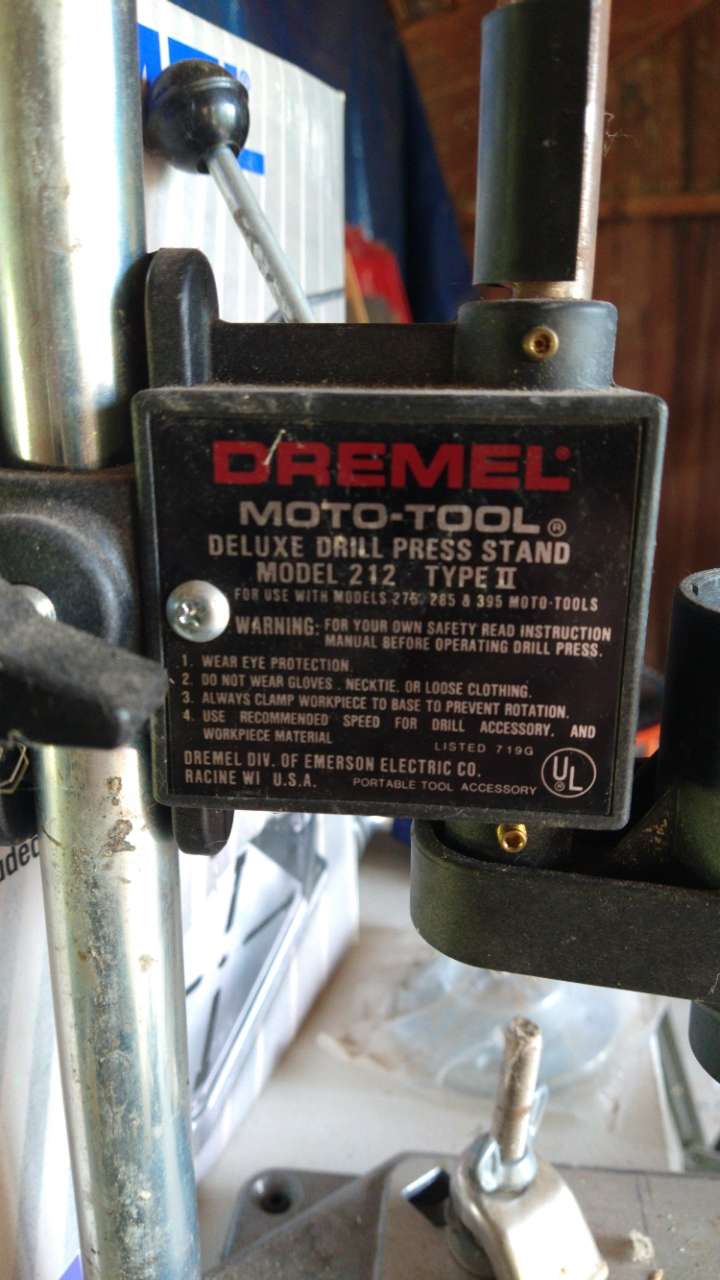 DREMEL®
MOTO-TOOL®
DELUXE DRILL PRESS STAND
MODEL 212 TYPE II
FOR USE WITH MODELS 275, 285 & 395 MOTO-TOOLS
WARNING: FOR YOUR OWN SAFETY READ INSTRUCTION
MANUAL BEFORE OPERATING DRILL PRESS.
1. WEAR EYE PROTECTION.
2. DO NOT WEAR GLOVES, NECKTIE, OR LOOSE CLOTHING.
3. ALWAYS CLAMP WORKPIECE TO BASE TO PREVENT ROTATION.
4. USE RECOMMENDED SPEED FOR DRILL ACCESSORY. AND
WORKPIECE MATERIAL
LISTED 719G
DREMEL DIV. OF EMERSON ELECTRIC CO.
RACINE WI U.S.A. PORTABLE TOOL ACCESSORY
UL®